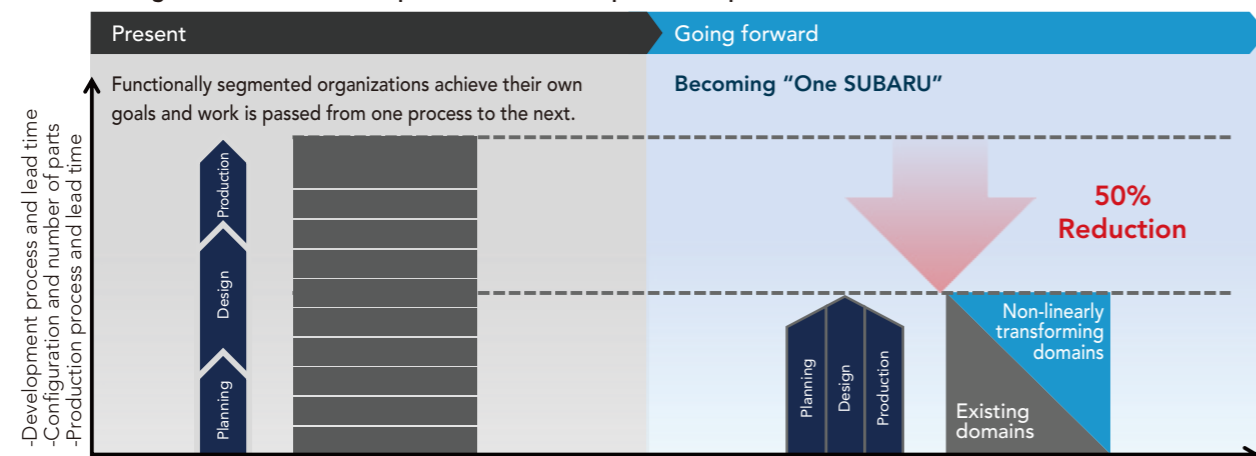 Present
Going forward
Functionally segmented organizations achieve their own
goals and work is passed from one process to the next.
Becoming “One SUBARU”
-Development process and lead time
-Configuration and number of parts
-Production process and lead time
Production
Design
Planning
50%
Reduction
Planning
Design
Production
Non-linearly
transforming
domains
Existing
domains